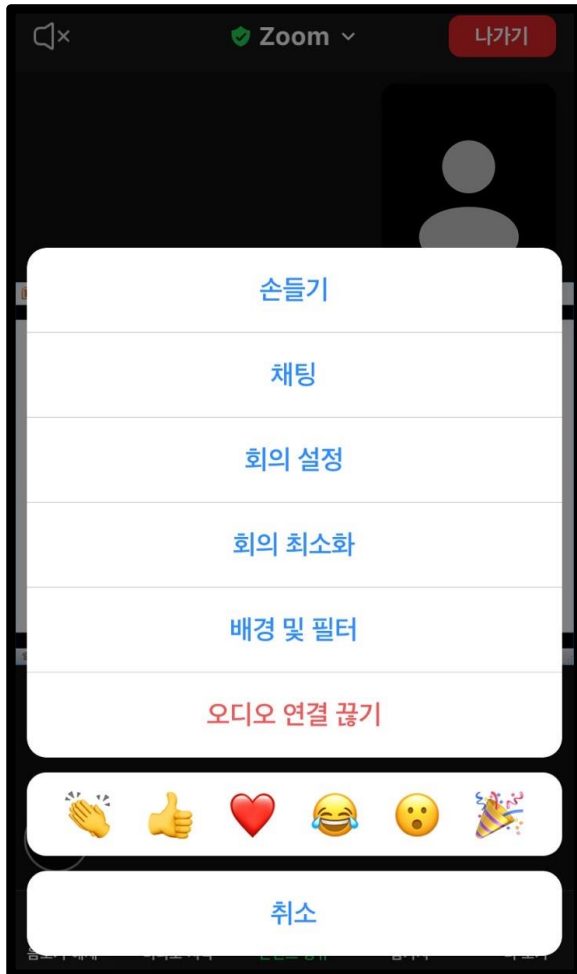 Zoom
나가기
손들기
채팅
회의 설정
회의 최소화
배경 및 필터
오디오 연결 끊기
취소